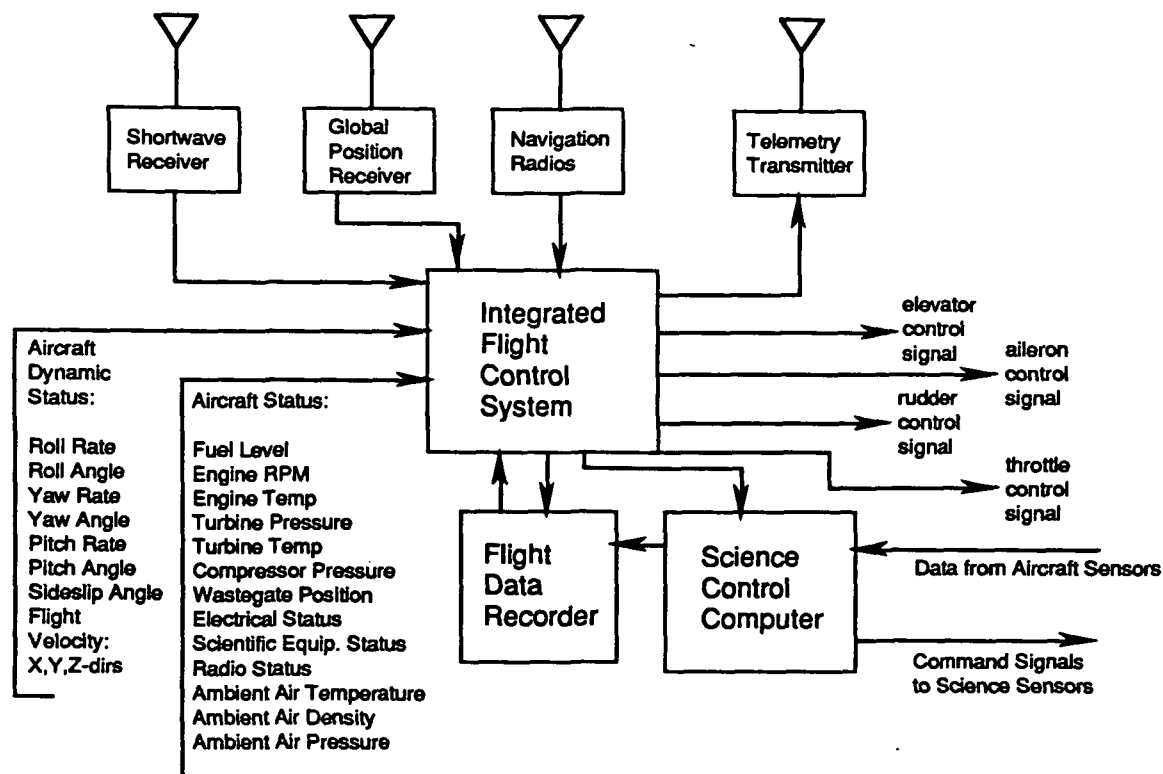 Shortwave
Receiver
Global
Position
Receiver
Navigation
Radios
Telemetry
Transmitter
Integrated
Flight
Control
System
elevator
control
signal
aileron
control
signal
rudder
control
signal
throttle
control
signal
Aircraft
Dynamic
Status:
Roll Rate
Roll Angle
Yaw Rate
Yaw Angle
Pitch Rate
Pitch Angle
Sideslip Angle
Flight
Velocity:
X,Y,Z-dirs
Aircraft Status:
Fuel Level
Engine RPM
Engine Temp
Turbine Pressure
Turbine Temp
Compressor Pressure
Wastegate Position
Electrical Status
Scientific Equip. Status
Radio Status
Ambient Air Temperature
Ambient Air Density
Ambient Air Pressure
Flight
Data
Recorder
Science
Control
Computer
Data from Aircraft Sensors
Command Signals
to Science Sensors